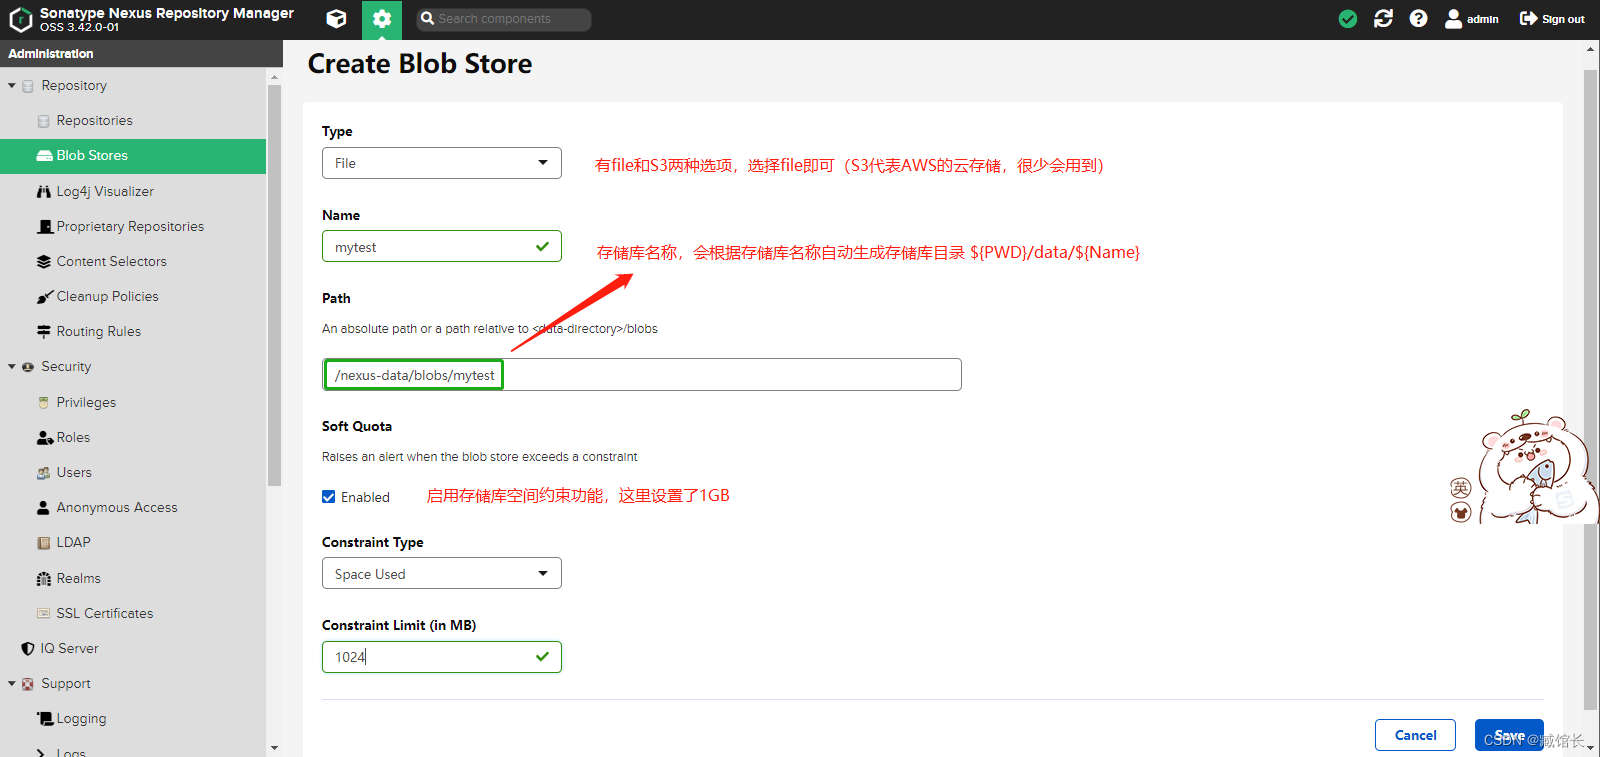 Sonatype Nexus Repository Manager
OSS 3.42.0-01
Search components
admin
Sign out
Administration
Repository
Repositories
Blob Stores
Log4j Visualizer
Proprietary Repositories
Content Selectors
Cleanup Policies
Routing Rules
Security
Privileges
Roles
Users
Anonymous Access
LDAP
Realms
SSL Certificates
IQ Server
Support
Logging
Logs
Create Blob Store
Type
File
有file和S3两种选项，选择file即可（S3代表AWS的云存储，很少会用到）
Name
mytest
存储库名称，会根据存储库名称自动生成存储库目录 ${PWD}/data/${Name}
Path
An absolute path or a path relative to <data-directory>/blobs
/nexus-data/blobs/mytest
Soft Quota
Raises an alert when the blob store exceeds a constraint
Enabled
启用存储库空间约束功能，这里设置了1GB
Constraint Type
Space Used
Constraint Limit (in MB)
1024
英
Cancel
Save
CSDN @臧馆长